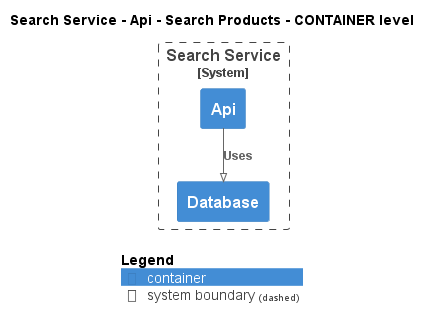 Search Service - Api - Search Products - CONTAINER level
Search Service
[System]
Api
Uses
Database
Legend
container
system boundary (dashed)